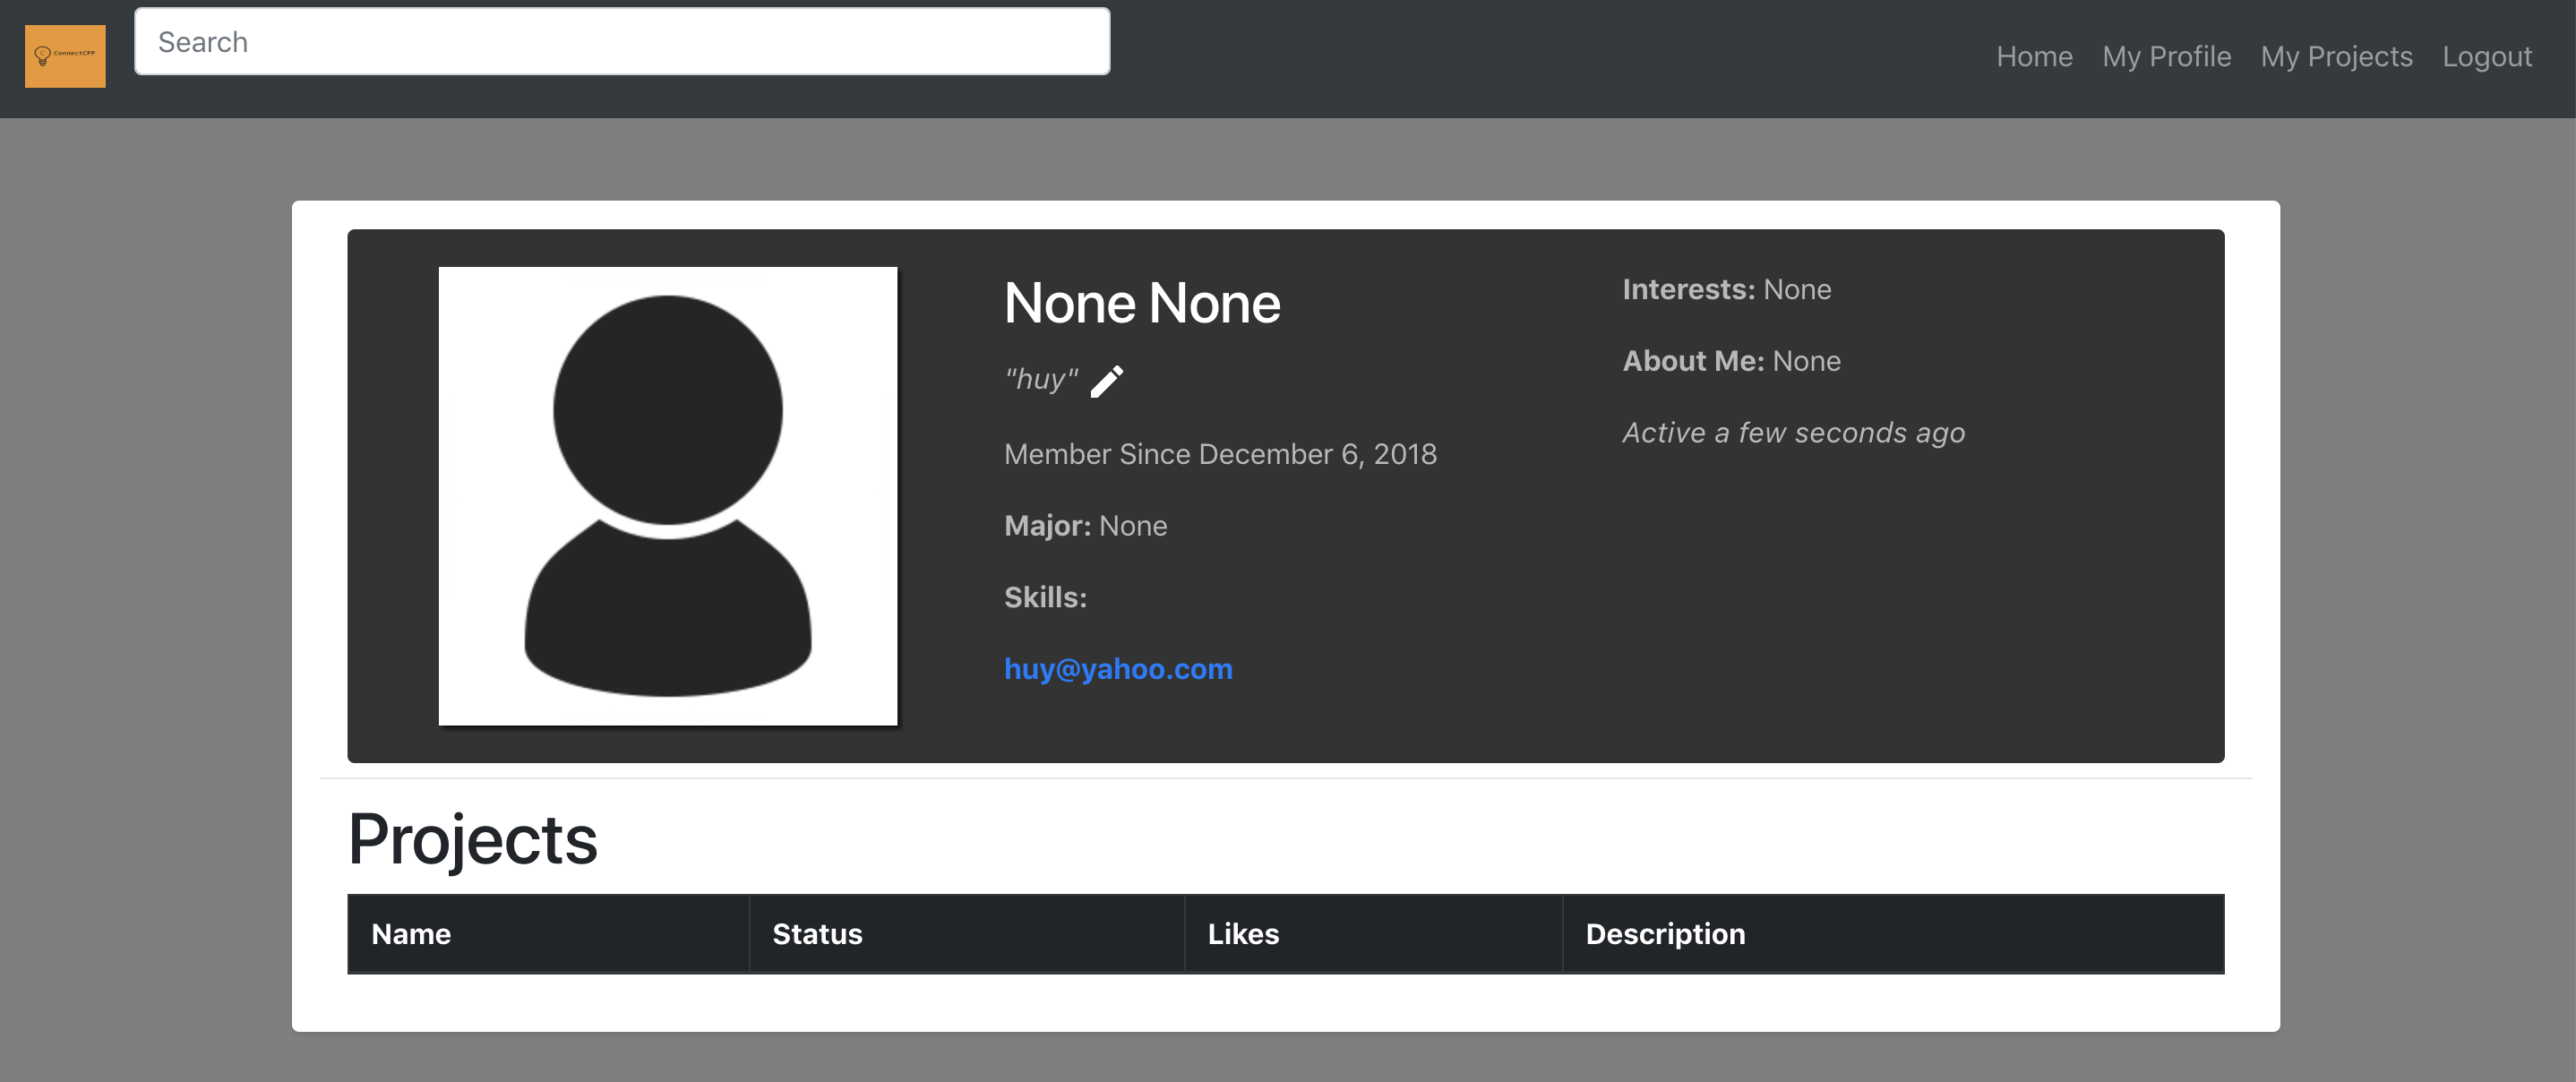 ConnectCPP
Search
Home My Profile My Projects Logout
None None
"huy"
Member Since December 6, 2018
Major: None
Skills:
huy@yahoo.com
Interests: None
About Me: None
Active a few seconds ago
Projects
Name Status Likes Description